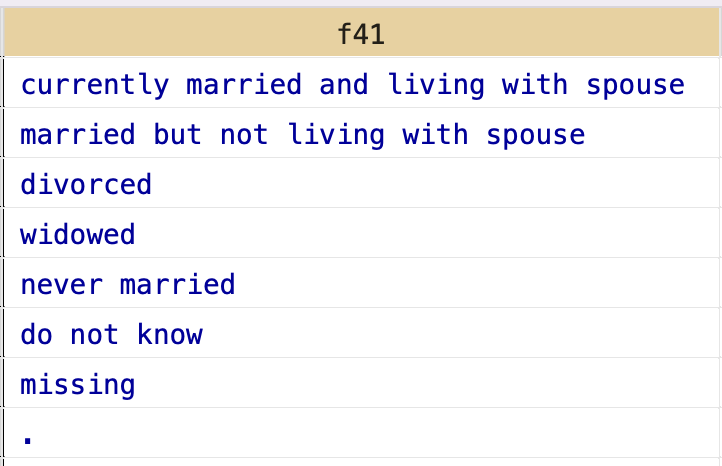 f41
currently married and living with spouse
married but not living with spouse
divorced
widowed
never married
do not know
missing
.